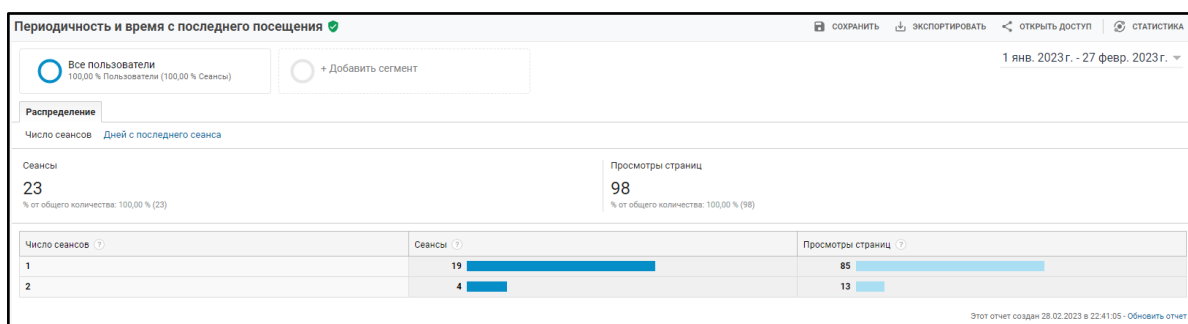 Периодичность и время с последнего посещения
СОХРАНИТЬ ЭКСПОРТИРОВАТЬ ОТКРЫТЬ ДОСТУП СТАТИСТИКА
Все пользователи
100,00 % Пользователи (100,00 % Сеансы)
+ Добавить сегмент
1 янв. 2023 г. - 27 февр. 2023 г.
Распределение
Число сеансов Дней с последнего сеанса
Сеансы
23
% от общего количества: 100,00 % (23)
Просмотры страниц
98
% от общего количества: 100,00 % (98)
Число сеансов ? Сеансы ? Просмотры страниц ?
1 19 85
2 4 13
Этот отчет создан 28.02.2023 в 22:41:05 - Обновить отчет